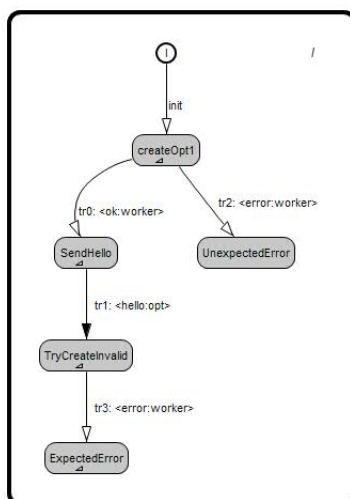 I
/
init
createOpt1
tr0: <ok:worker>
tr2: <error:worker>
SendHello
UnexpectedError
tr1: <hello:opt>
TryCreateInvalid
tr3: <error:worker>
ExpectedError